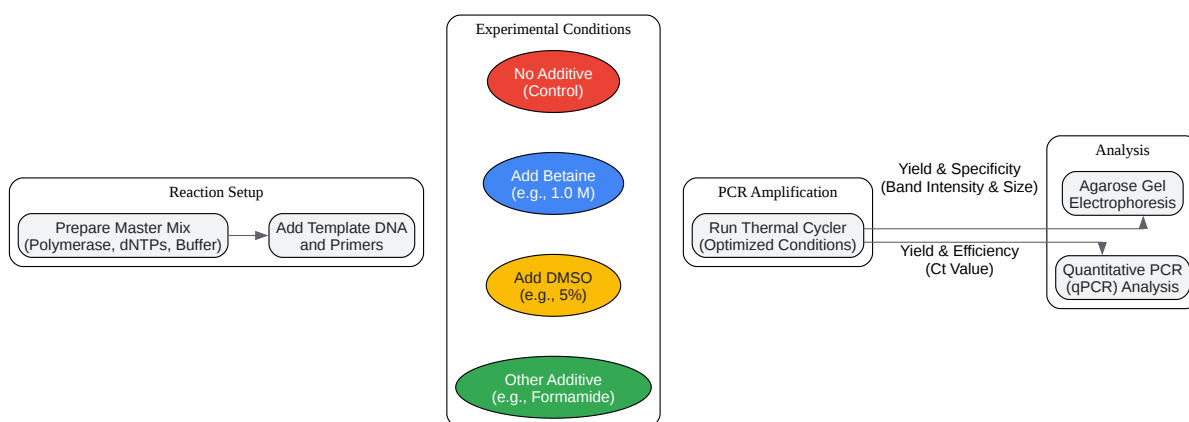 Reaction Setup
Prepare Master Mix
(Polymerase, dNTPs, Buffer)
Add Template DNA
and Primers
Experimental Conditions
No Additive
(Control)
Add Betaine
(e.g., 1.0 M)
Add DMSO
(e.g., 5%)
Other Additive
(e.g., Formamide)
PCR Amplification
Run Thermal Cycler
(Optimized Conditions)
Yield & Specificity
(Band Intensity & Size)
Yield & Efficiency
(Ct Value)
Analysis
Agarose Gel
Electrophoresis
Quantitative PCR
(qPCR) Analysis